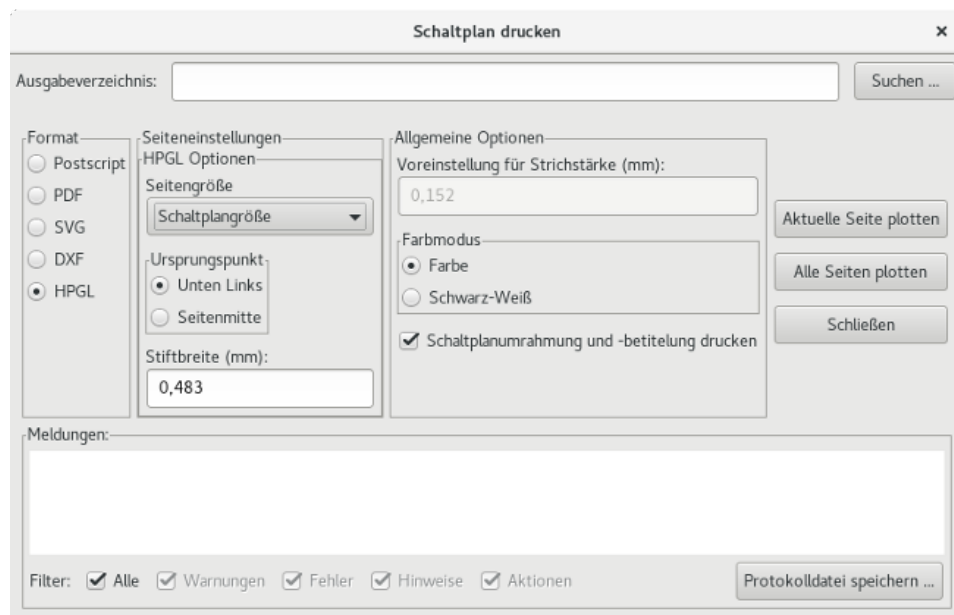 Schaltplan drucken
Ausgabeverzeichnis:
Suchen ...
Format
Postscript
PDF
SVG
DXF
HPGL
Seiteneinstellungen
HPGL Optionen
Seitengröße
Schaltplangröße
Ursprungspunkt
Unten Links
Seitenmitte
Stiftbreite (mm):
0,483
Allgemeine Optionen
Voreinstellung für Strichstärke (mm):
0,152
Farbmodus
Farbe
Schwarz-Weiß
Schaltplanumrahmung und -betitelung drucken
Aktuelle Seite plotten
Alle Seiten plotten
Schließen
Meldungen:
Filter: Alle Warnungen Fehler Hinweise Aktionen
Protokolldatei speichern ...